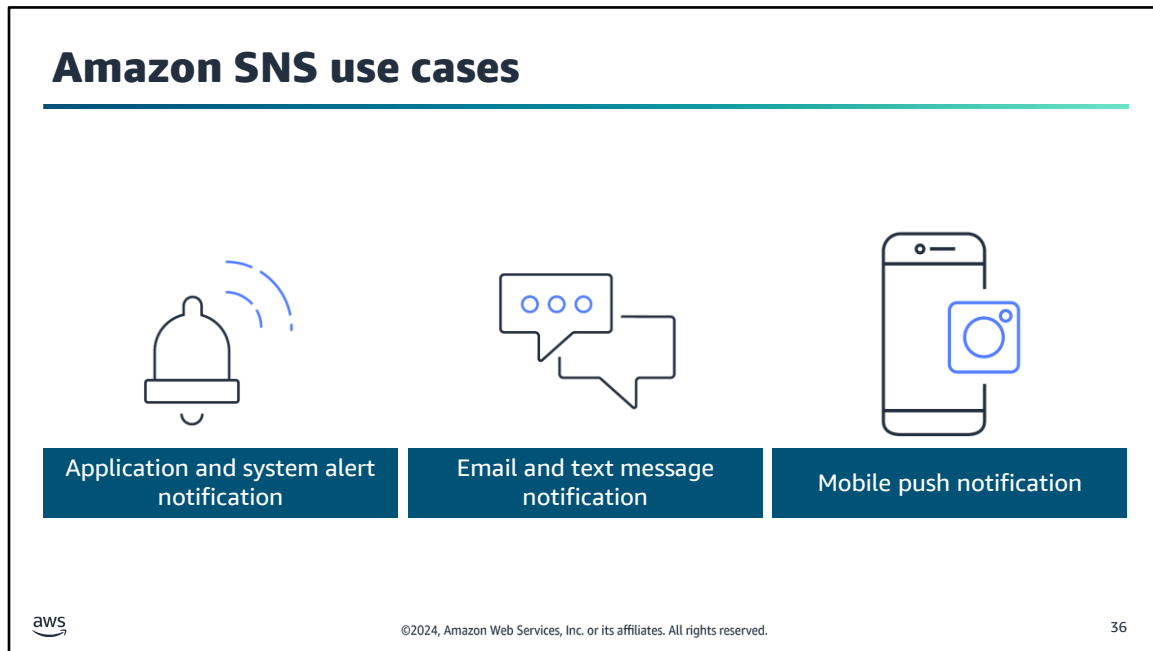 Amazon SNS use cases
Application and system alert
notification
Email and text message
notification
Mobile push notification
aws
©2024, Amazon Web Services, Inc. or its affiliates. All rights reserved.
36